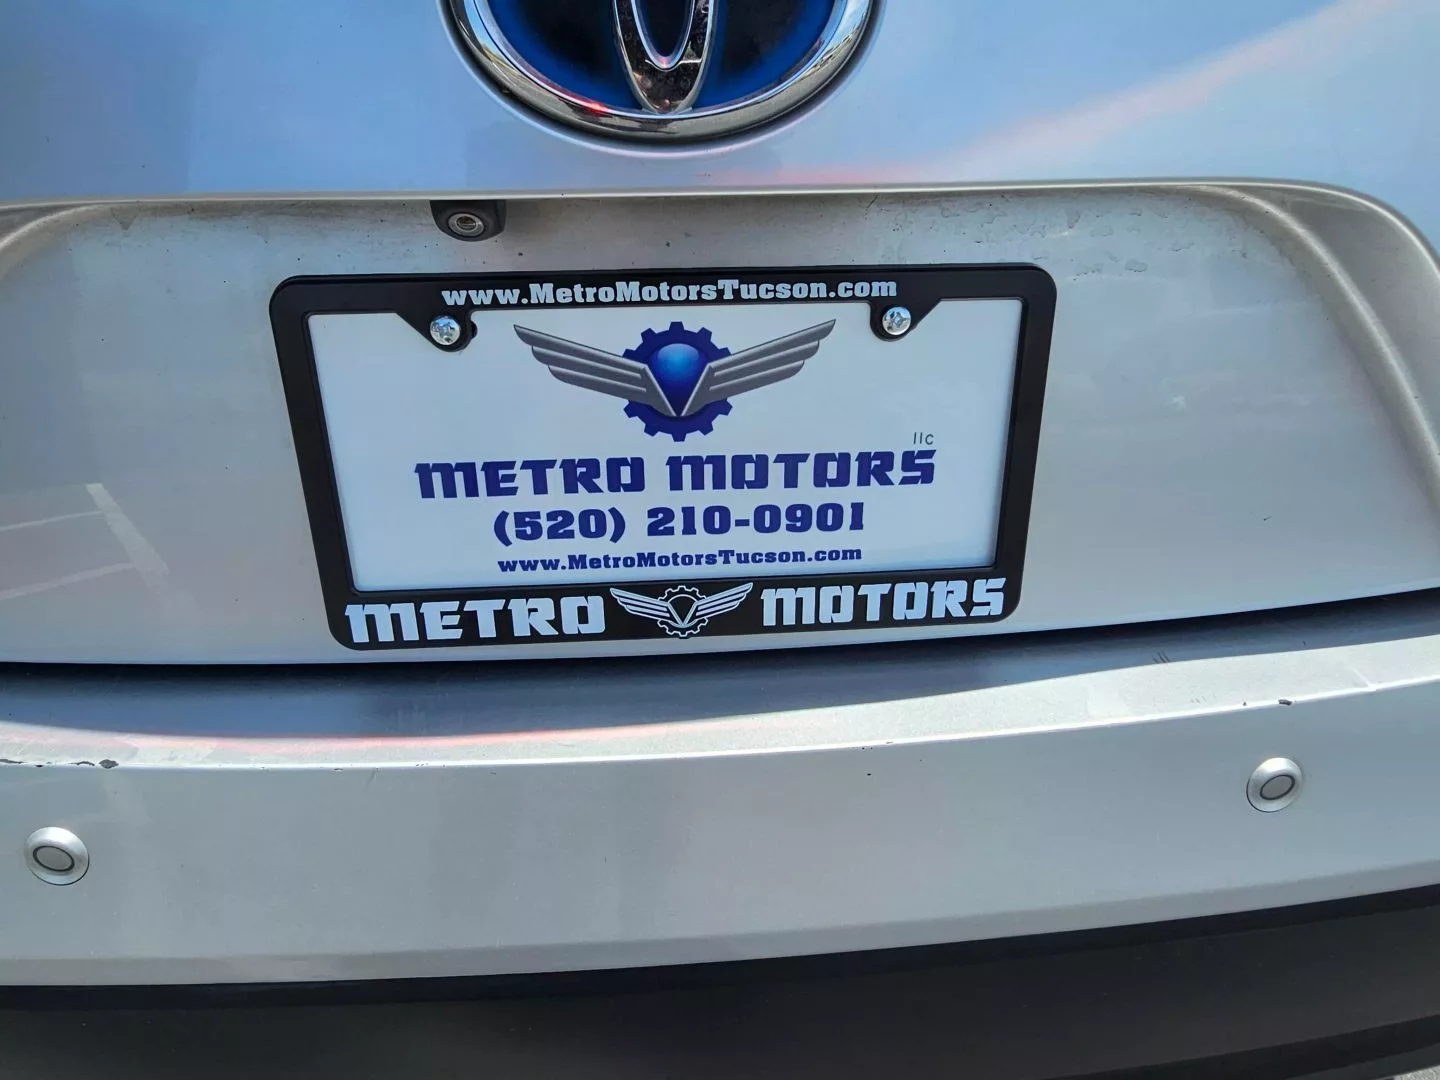 www.MetroMotorsTucson.com
llc
METRO MOTORS
(520) 210-0901
www.MetroMotorsTucson.com
METRO MOTORS